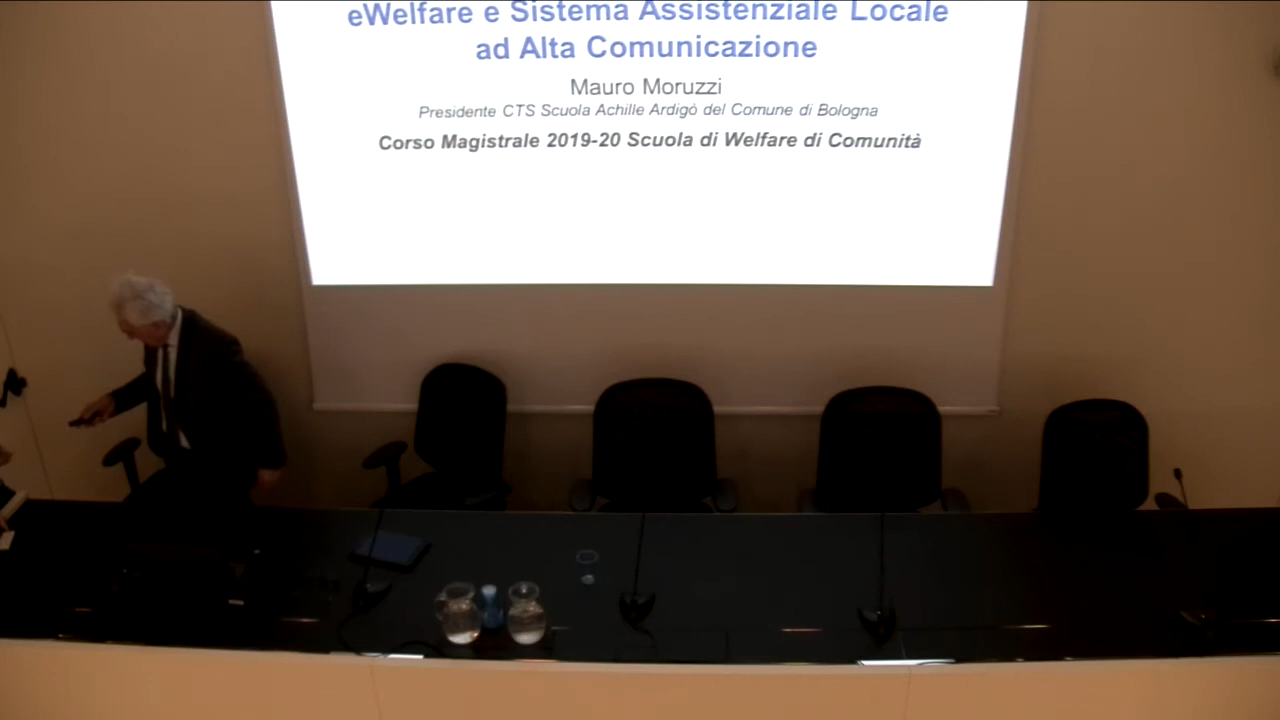 eWelfare e Sistema Assistenziale Locale
ad Alta Comunicazione
Mauro Moruzzi
Presidente CTS Scuola Achille Ardigò del Comune di Bologna
Corso Magistrale 2019-20 Scuola di Welfare di Comunità